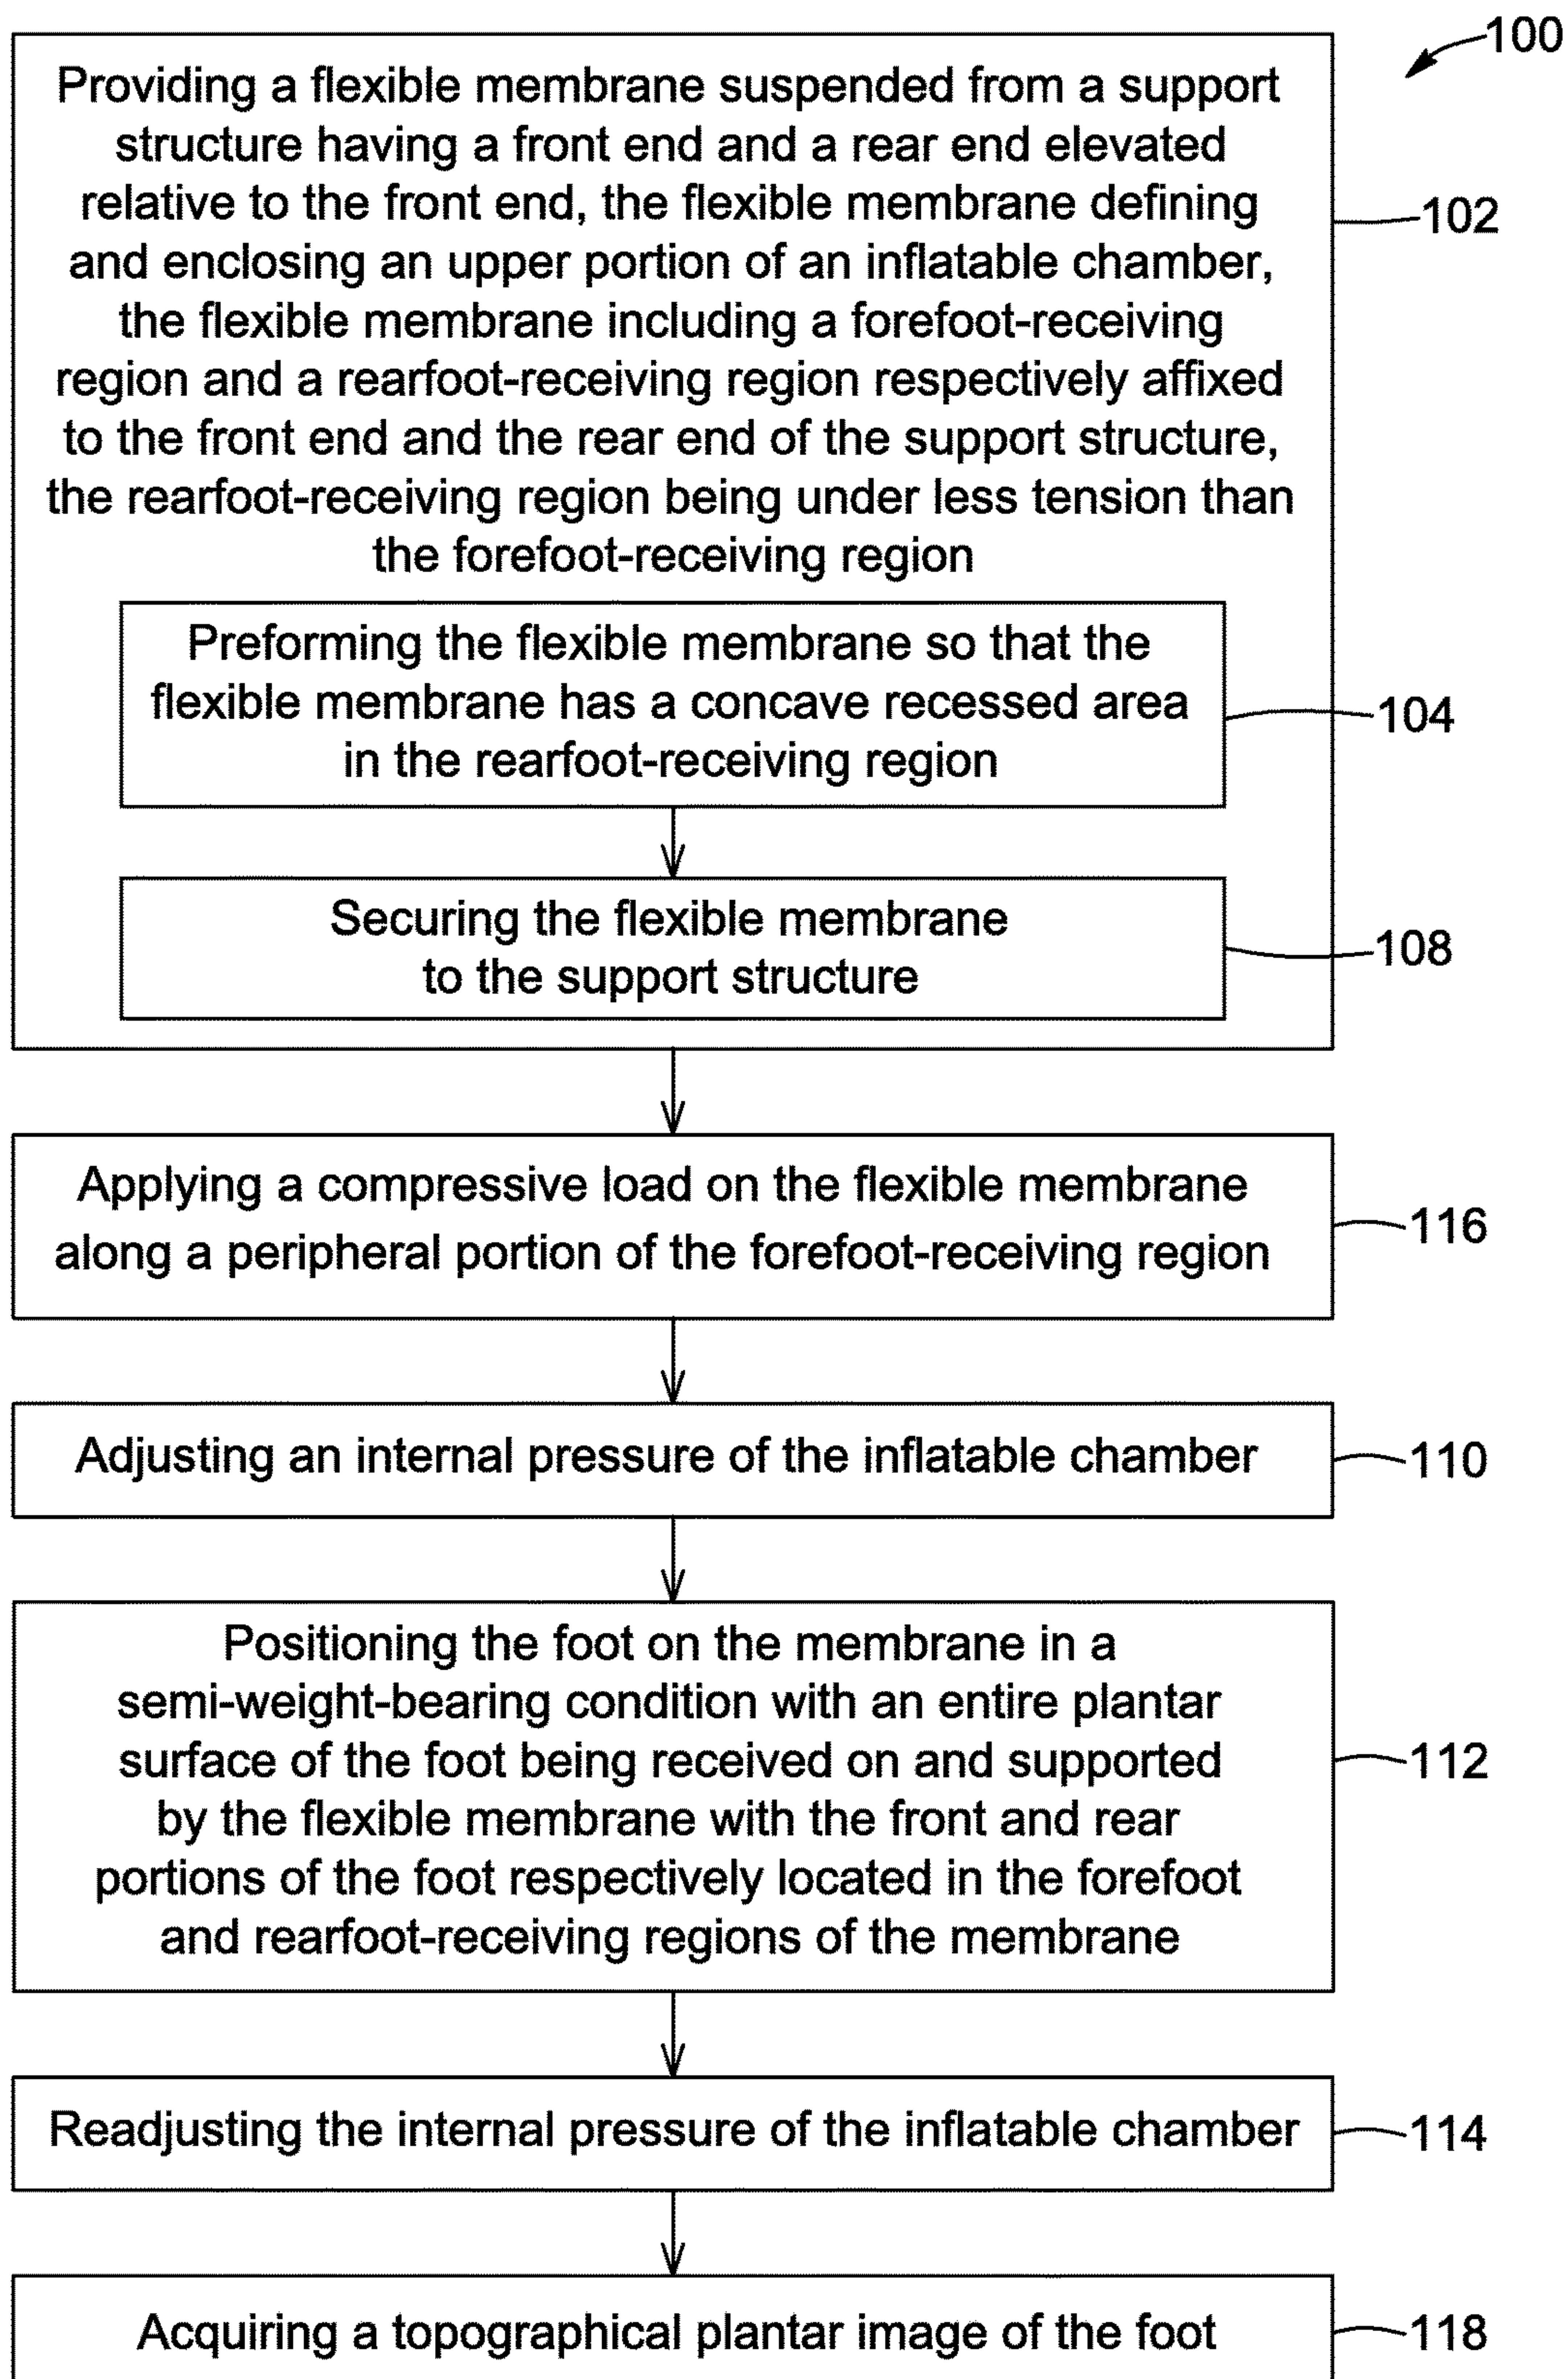 100
Providing a flexible membrane suspended from a support
structure having a front end and a rear end elevated
relative to the front end, the flexible membrane defining
and enclosing an upper portion of an inflatable chamber,
the flexible membrane including a forefoot-receiving
region and a rearfoot-receiving region respectively affixed
to the front end and the rear end of the support structure,
the rearfoot-receiving region being under less tension than
the forefoot-receiving region
102
Preforming the flexible membrane so that the
flexible membrane has a concave recessed area
in the rearfoot-receiving region
104
Securing the flexible membrane
to the support structure
108
Applying a compressive load on the flexible membrane
along a peripheral portion of the forefoot-receiving region
116
Adjusting an internal pressure of the inflatable chamber
110
Positioning the foot on the membrane in a
semi-weight-bearing condition with an entire plantar
surface of the foot being received on and supported
by the flexible membrane with the front and rear
portions of the foot respectively located in the forefoot
and rearfoot-receiving regions of the membrane
112
Readjusting the internal pressure of the inflatable chamber
114
Acquiring a topographical plantar image of the foot
118